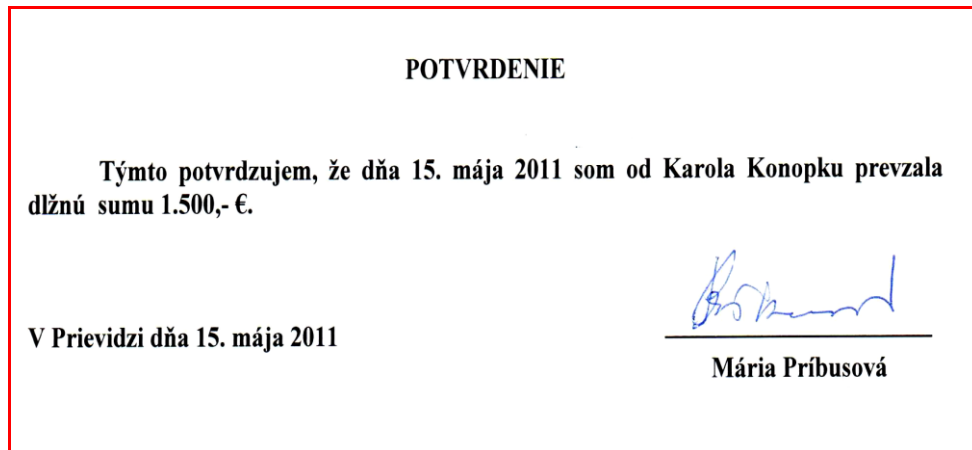 POTVRDENIE
Týmto potvrdzujem, že dňa 15. mája 2011 som od Karola Konopku prevzala
dlžnú sumu 1.500,- €.
V Prievidzi dňa 15. mája 2011
Mária Príbusová